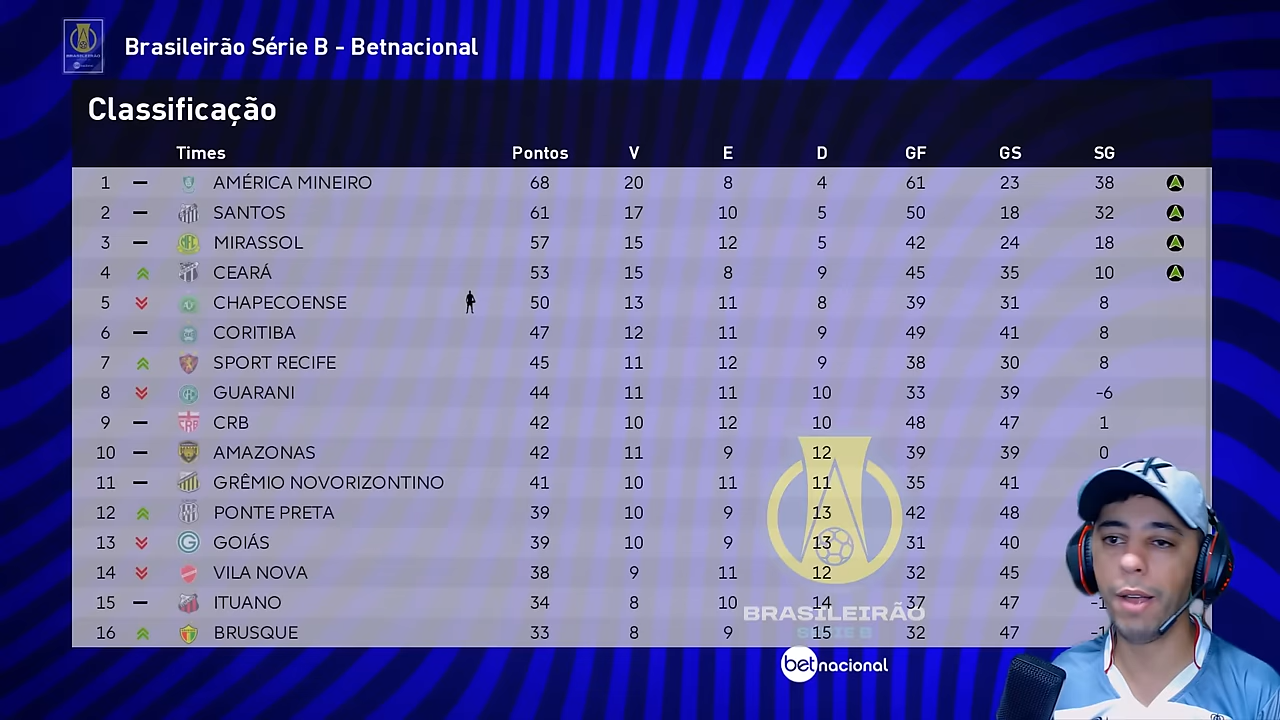 Brasileirão Série B - Betnacional
Classificação
Times Pontos V E D GF GS SG
1 AMÉRICA MINEIRO 68 20 8 4 61 23 38
2 SANTOS 61 17 10 5 50 18 32
3 MIRASSOL 57 15 12 5 42 24 18
4 CEARÁ 53 15 8 9 45 35 10
5 CHAPECOENSE 50 13 11 8 39 31 8
6 CORITIBA 47 12 11 9 49 41 8
7 SPORT RECIFE 45 11 12 9 38 30 8
8 GUARANI 44 11 11 10 33 39 -6
9 CRB 42 10 12 10 48 47 1
10 AMAZONAS 42 11 9 12 39 39 0
11 GRÊMIO NOVORIZONTINO 41 10 11 11 35 41
12 PONTE PRETA 39 10 9 13 42 48
13 GOIÁS 39 10 9 13 31 40
14 VILA NOVA 38 9 11 12 32 45
15 ITUANO 34 8 10 14 37 47
16 BRUSQUE 33 8 9 15 32 47
BRASILEIRÃO
SÉRIE B
betnacional